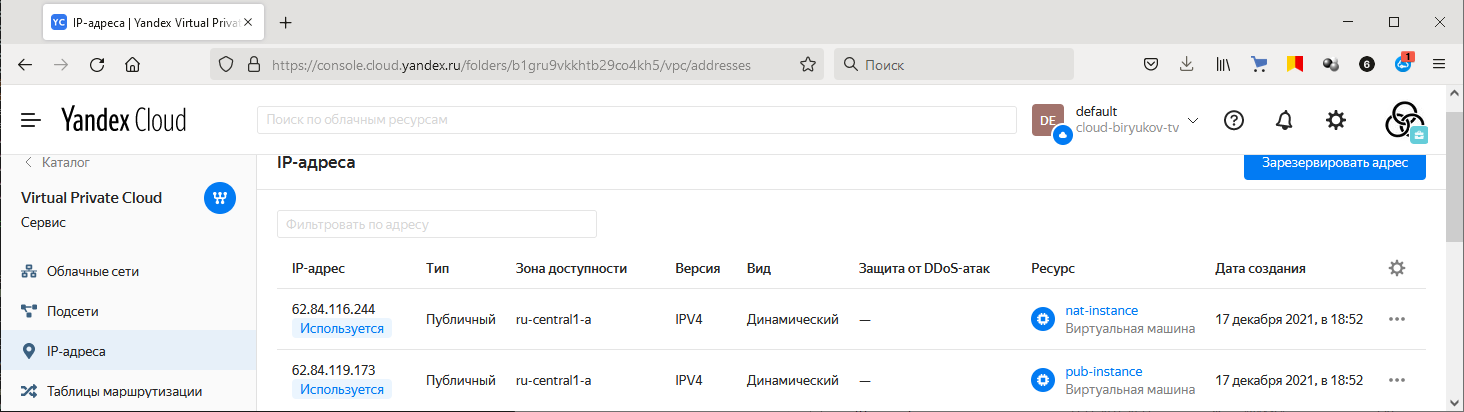 IP-адреса | Yandex Virtual Privat
https://console.cloud.yandex.ru/folders/b1gru9vkkhtb29co4kh5/vpc/addresses
Поиск
6
1
Yandex Cloud
Поиск по облачным ресурсам
DE
default
cloud-biryukov-tv
Каталог
Virtual Private Cloud
Сервис
Облачные сети
Подсети
IP-адреса
Таблицы маршрутизации
IP-адреса
Зарезервировать адрес
Фильтровать по адресу
IP-адрес Тип Зона доступности Версия Вид Защита от DDoS-атак Ресурс Дата создания
62.84.116.244
Используется
Публичный ru-central1-a IPV4 Динамический —
nat-instance
Виртуальная машина
17 декабря 2021, в 18:52
62.84.119.173
Используется
Публичный ru-central1-a IPV4 Динамический —
pub-instance
Виртуальная машина
17 декабря 2021, в 18:52